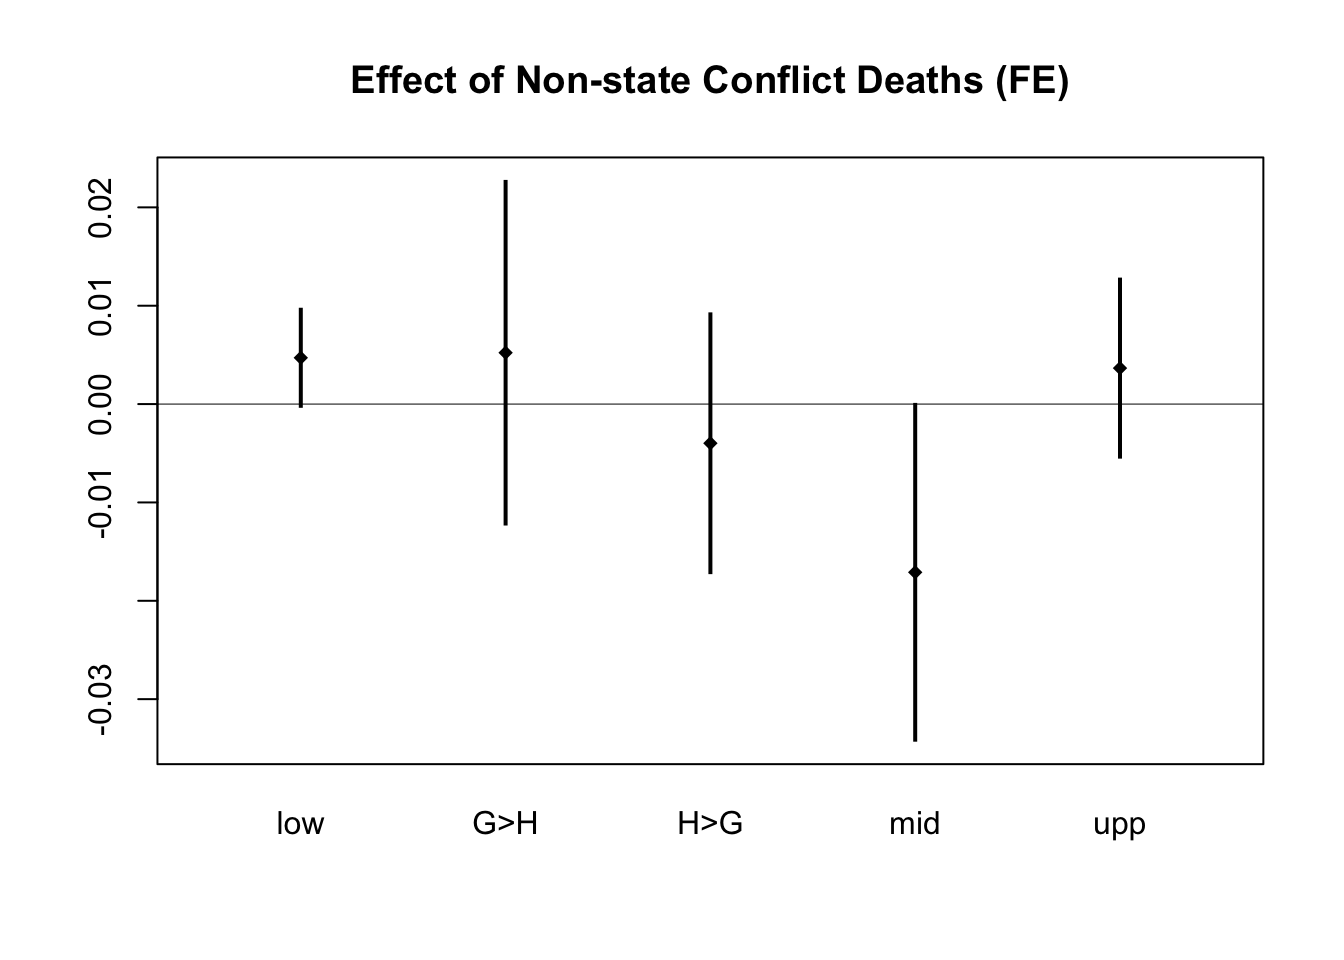 Effect of Non-state Conflict Deaths (FE)
0.02
0.01
0.00
-0.01
-0.03
low G>H H>G mid upp